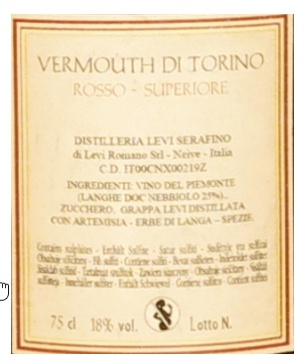 VERMOUTH DI TORINO
ROSSO - SUPERIORE
DISTILLERIA LEVI SERAFINO
di Levi Romano Srl - Neive - Italia
C.D. IT00CNX00219Z
INGREDIENTI: VINO DEL PIEMONTE
(LANGHE DOC NEBBIOLO 25%),
ZUCCHERO, GRAPPA LEVI DISTILLATA
CON ARTEMISIA - ERBE DI LANGA - SPEZIE.
Contains sulphites - Enthält Sulfite
Contiene sulfiti
75 cl 18% vol. Lotto N.